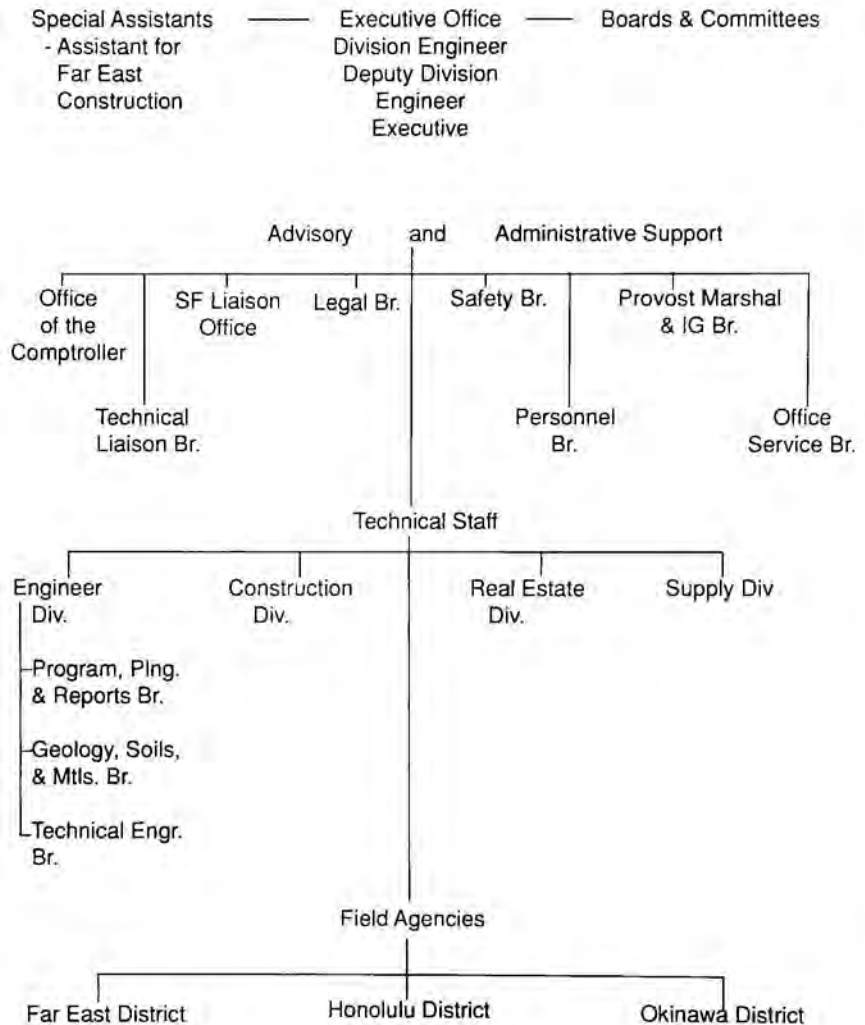 Special Assistants
- Assistant for
Far East
Construction
Executive Office
Division Engineer
Deputy Division
Engineer
Executive
Boards & Committees
Advisory and Administrative Support
Office
of the
Comptroller
Technical
Liaison Br.
SF Liaison
Office
Legal Br.
Safety Br.
Personnel
Br.
Provost Marshal
& IG Br.
Office
Service Br.
Technical Staff
Engineer
Div.
Program, Plng.
& Reports Br.
Geology, Soils,
& Mtls. Br.
Technical Engr.
Br.
Construction
Div.
Real Estate
Div.
Supply Div
Field Agencies
Far East District
Honolulu District
Okinawa District